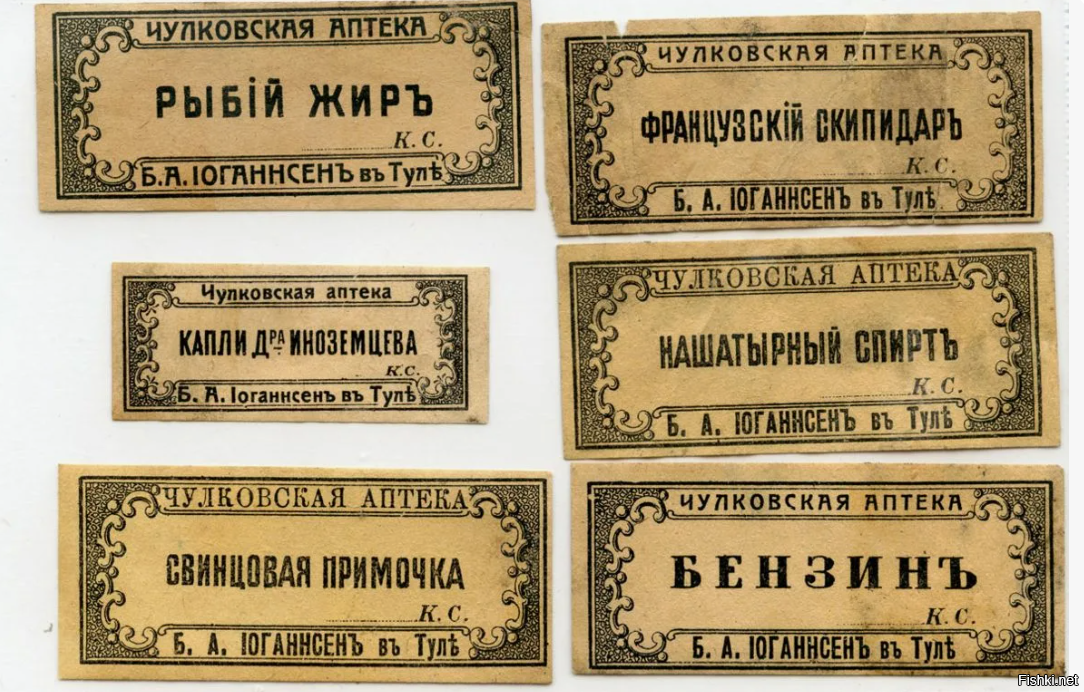 ЧУЛКОВСКАЯ АПТЕКА
РЫБІЙ ЖИРЪ
К. С.
Б. А. ІОГАННСЕНЪ въ Тулѣ
ЧУЛКОВСКАЯ АПТЕКА
ФРАНЦУЗСКІЙ СКИПИДАРЪ
К. С.
Б. А. ІОГАННСЕНЪ въ Тулѣ
Чулковская аптека
КАПЛИ ДРА ИНОЗЕМЦЕВА
К. С.
Б. А. Іоганнсенъ въ Тулѣ
ЧУЛКОВСКАЯ АПТЕКА
НАШАТЫРНЫЙ СПИРТЪ
К. С.
Б. А. ІОГАННСЕНЪ въ Тулѣ
ЧУЛКОВСКАЯ АПТЕКА
СВИНЦОВАЯ ПРИМОЧКА
К. С.
Б. А. ІОГАННСЕНЪ въ Тулѣ
ЧУЛКОВСКАЯ АПТЕКА
БЕНЗИНЪ
К. С.
Б. А. ІОГАННСЕНЪ въ Тулѣ
Fishki.net